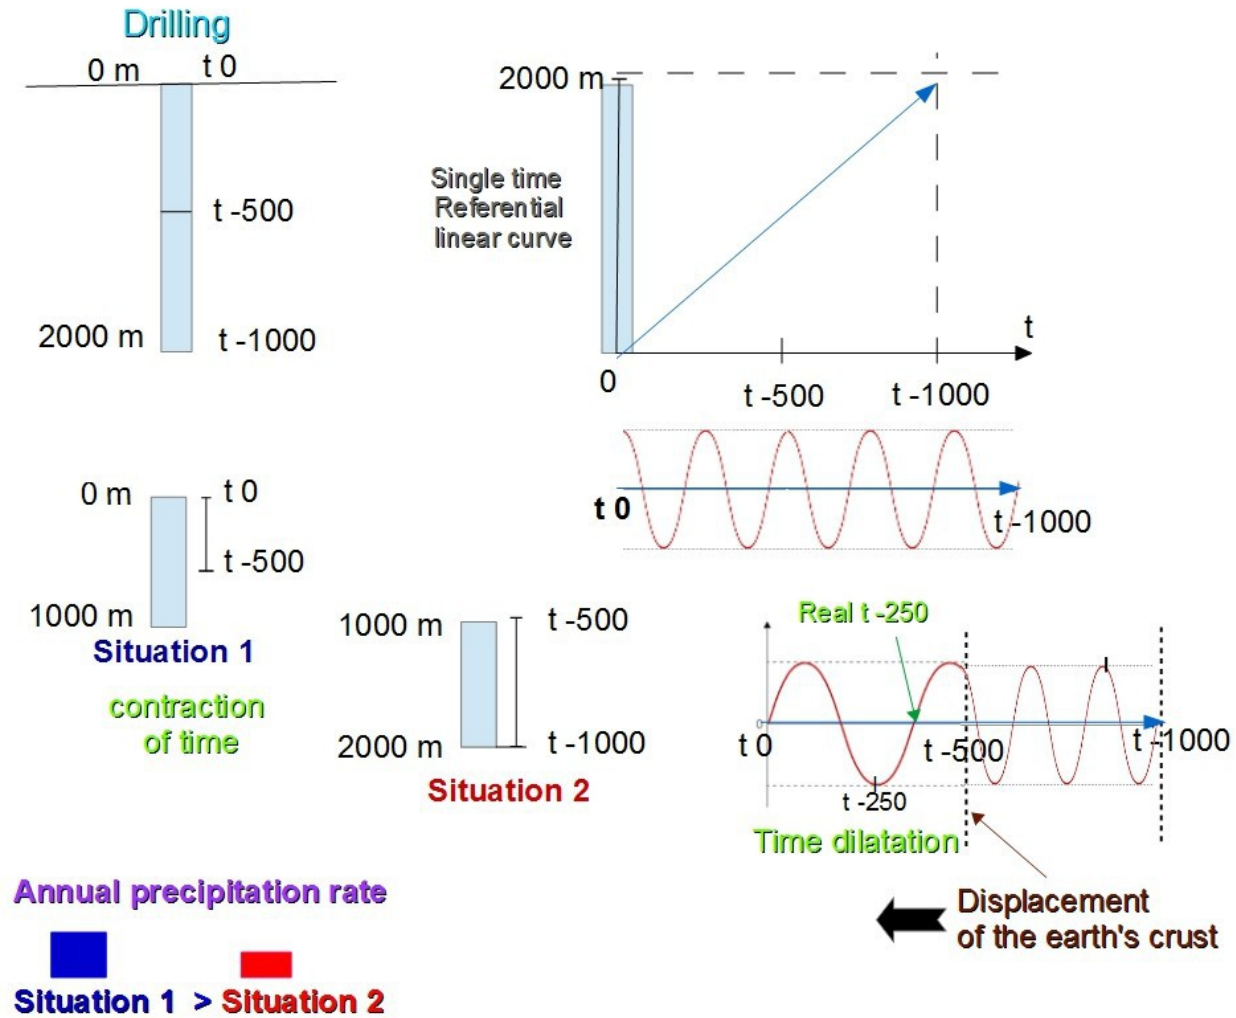 Drilling
0 m
t 0
t -500
2000 m
t -1000
2000 m
Single time
Referential
linear curve
t
0
t -500
t -1000
t 0
t -1000
0 m
t 0
t -500
1000 m
Situation 1
contraction
of time
1000 m
t -500
2000 m
t -1000
Situation 2
Real t -250
0
t 0
t -500
t -1000
t -250
Time dilatation
Displacement
of the earth's crust
Annual precipitation rate
Situation 1 > Situation 2